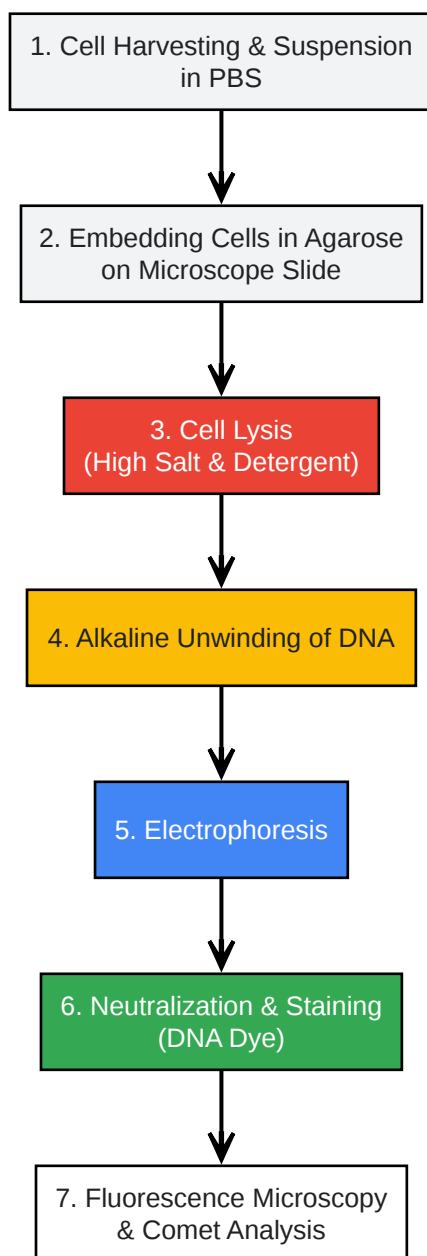 1. Cell Harvesting & Suspension
in PBS
2. Embedding Cells in Agarose
on Microscope Slide
3. Cell Lysis
(High Salt & Detergent)
4. Alkaline Unwinding of DNA
5. Electrophoresis
6. Neutralization & Staining
(DNA Dye)
7. Fluorescence Microscopy
& Comet Analysis